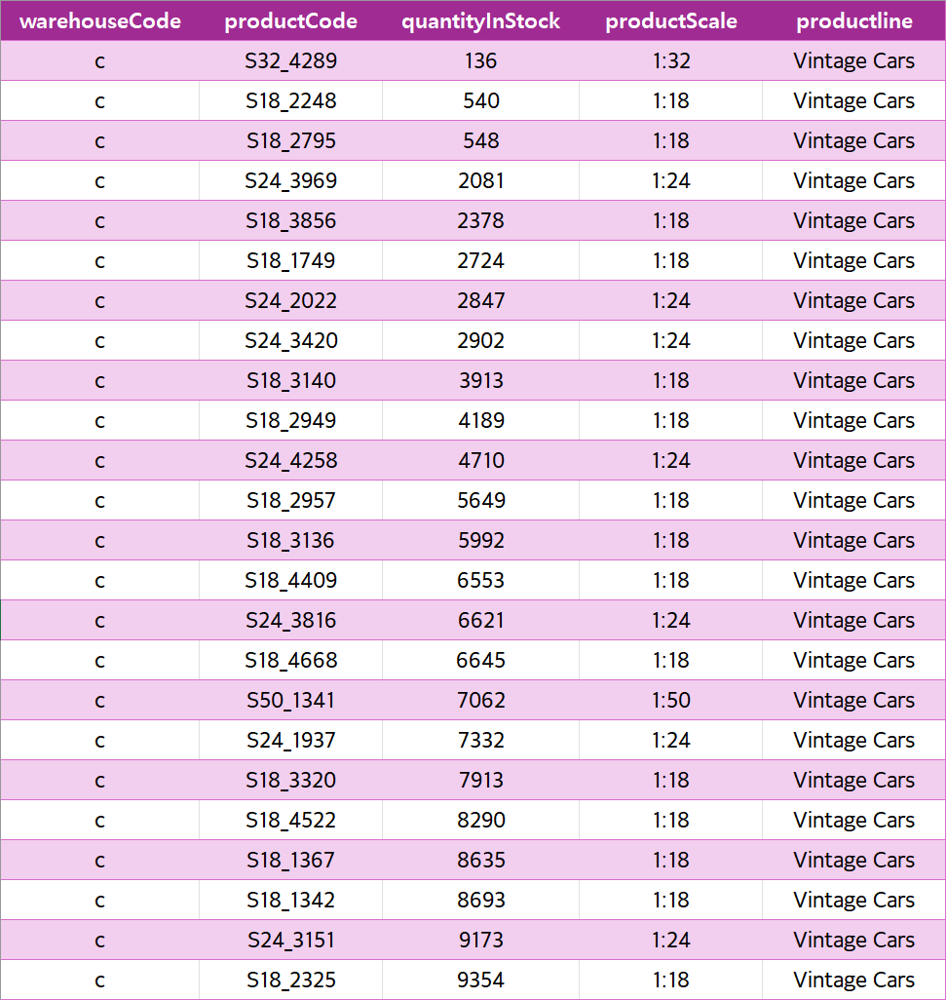 warehouseCode productCode quantityInStock productScale productline
c S32_4289 136 1:32 Vintage Cars
c S18_2248 540 1:18 Vintage Cars
c S18_2795 548 1:18 Vintage Cars
c S24_3969 2081 1:24 Vintage Cars
c S18_3856 2378 1:18 Vintage Cars
c S18_1749 2724 1:18 Vintage Cars
c S24_2022 2847 1:24 Vintage Cars
c S24_3420 2902 1:24 Vintage Cars
c S18_3140 3913 1:18 Vintage Cars
c S18_2949 4189 1:18 Vintage Cars
c S24_4258 4710 1:24 Vintage Cars
c S18_2957 5649 1:18 Vintage Cars
c S18_3136 5992 1:18 Vintage Cars
c S18_4409 6553 1:18 Vintage Cars
c S24_3816 6621 1:24 Vintage Cars
c S18_4668 6645 1:18 Vintage Cars
c S50_1341 7062 1:50 Vintage Cars
c S24_1937 7332 1:24 Vintage Cars
c S18_3320 7913 1:18 Vintage Cars
c S18_4522 8290 1:18 Vintage Cars
c S18_1367 8635 1:18 Vintage Cars
c S18_1342 8693 1:18 Vintage Cars
c S24_3151 9173 1:24 Vintage Cars
c S18_2325 9354 1:18 Vintage Cars